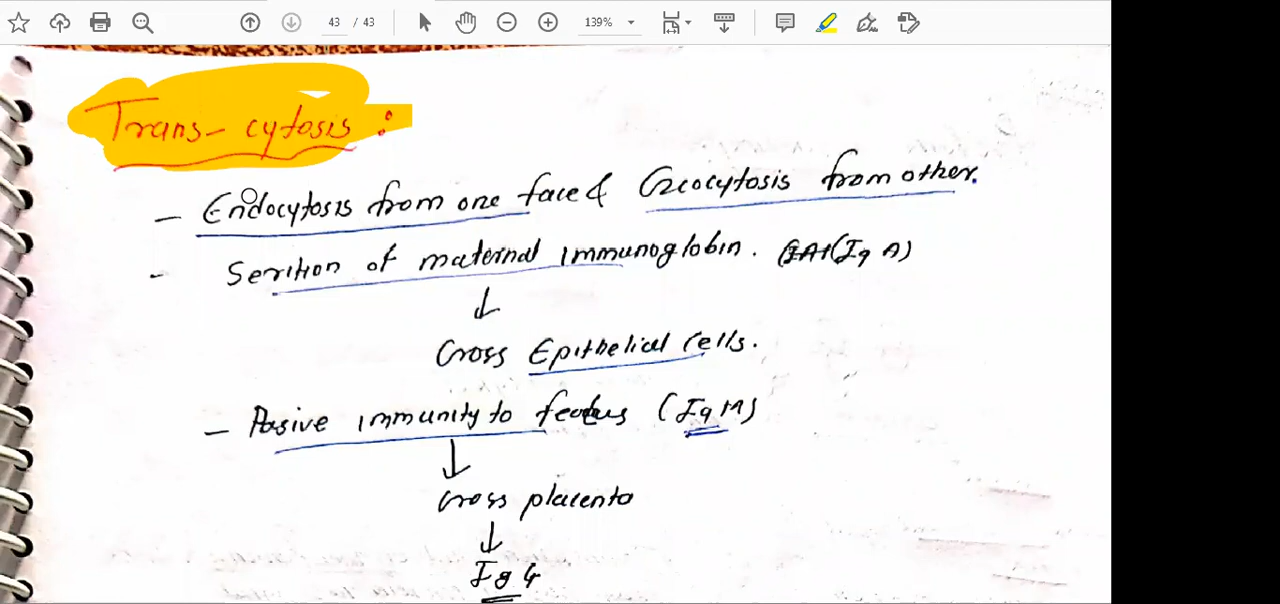 43 / 43 139%
Trans-cytosis :
— Endocytosis from one face & Exocytosis from other.
- Serition of maternal immunoglobin. (Ig A)
↓
Cross Epithelial Cells.
— Pasive immunity to feotus (IgM)
↓
Cross placenta
↓
Ig G